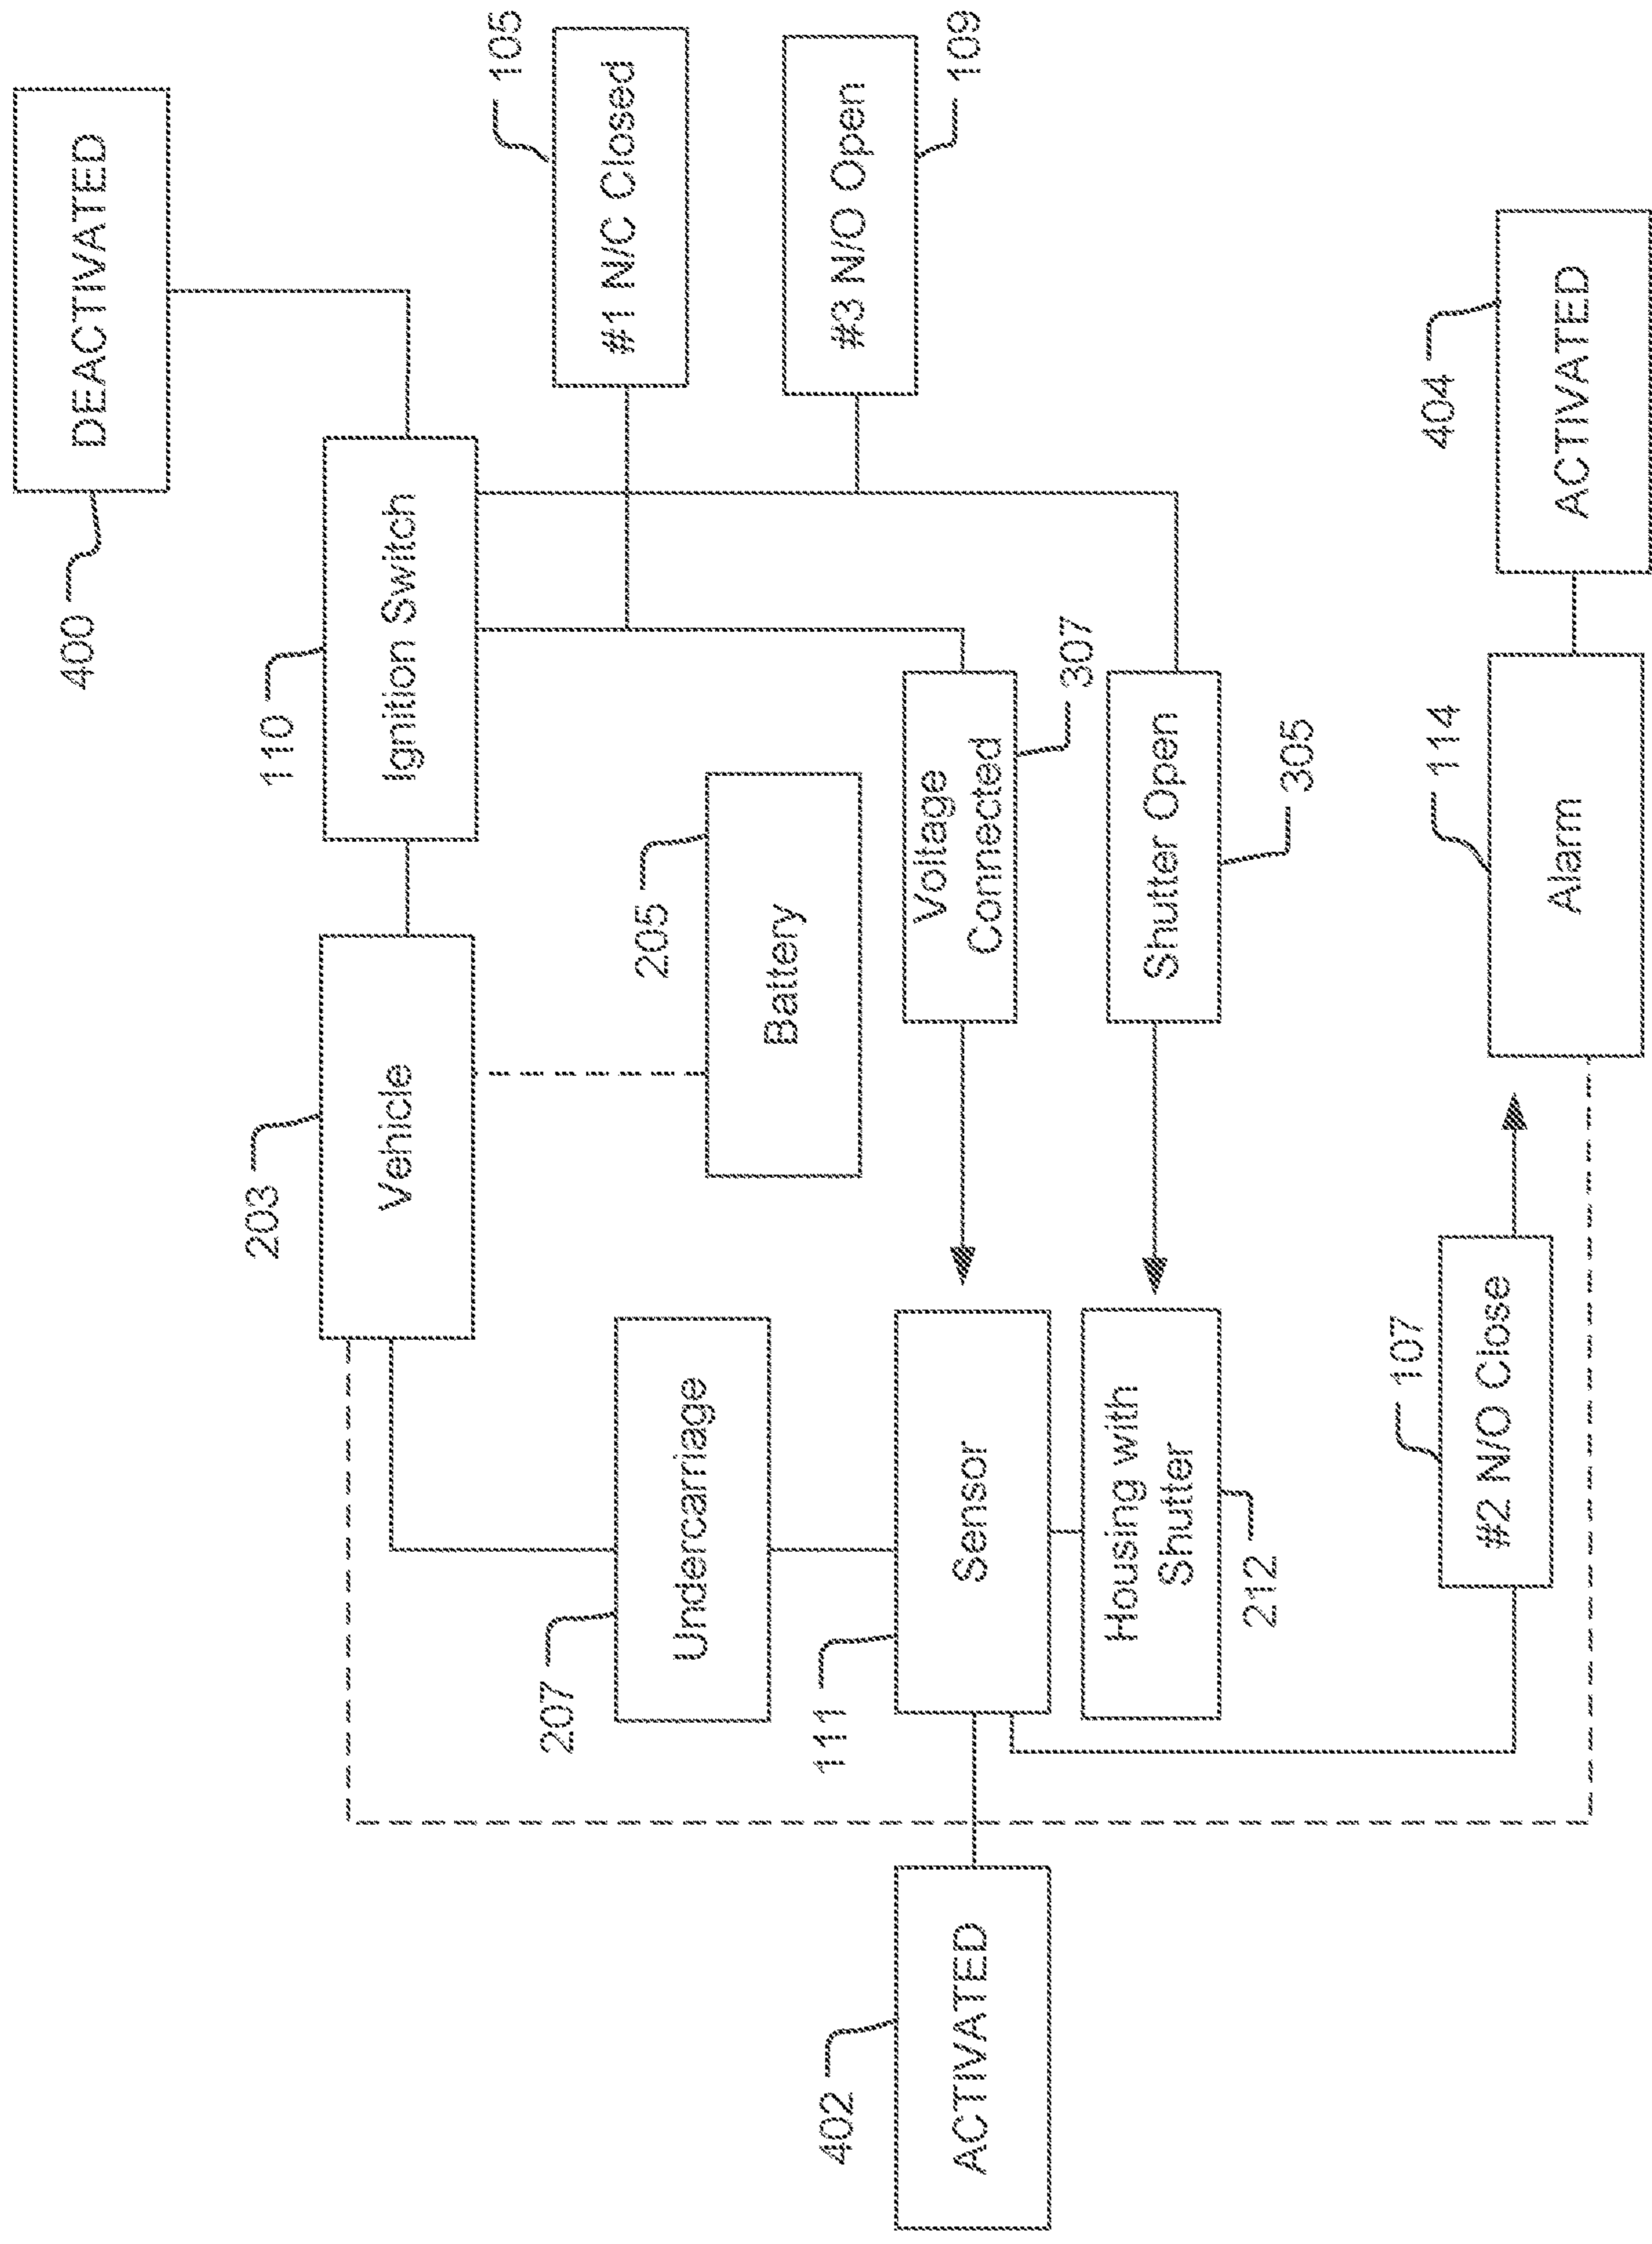 400
DEACTIVATED
203
110
Vehicle
Ignition Switch
105
#1 N/C Closed
207
Undercarriage
205
Battery
109
#3 N/O Open
402
ACTIVATED
111
Sensor
Voltage
Connected
307
Housing with
Shutter
212
Shutter Open
305
107
#2 N/O Close
114
Alarm
404
ACTIVATED